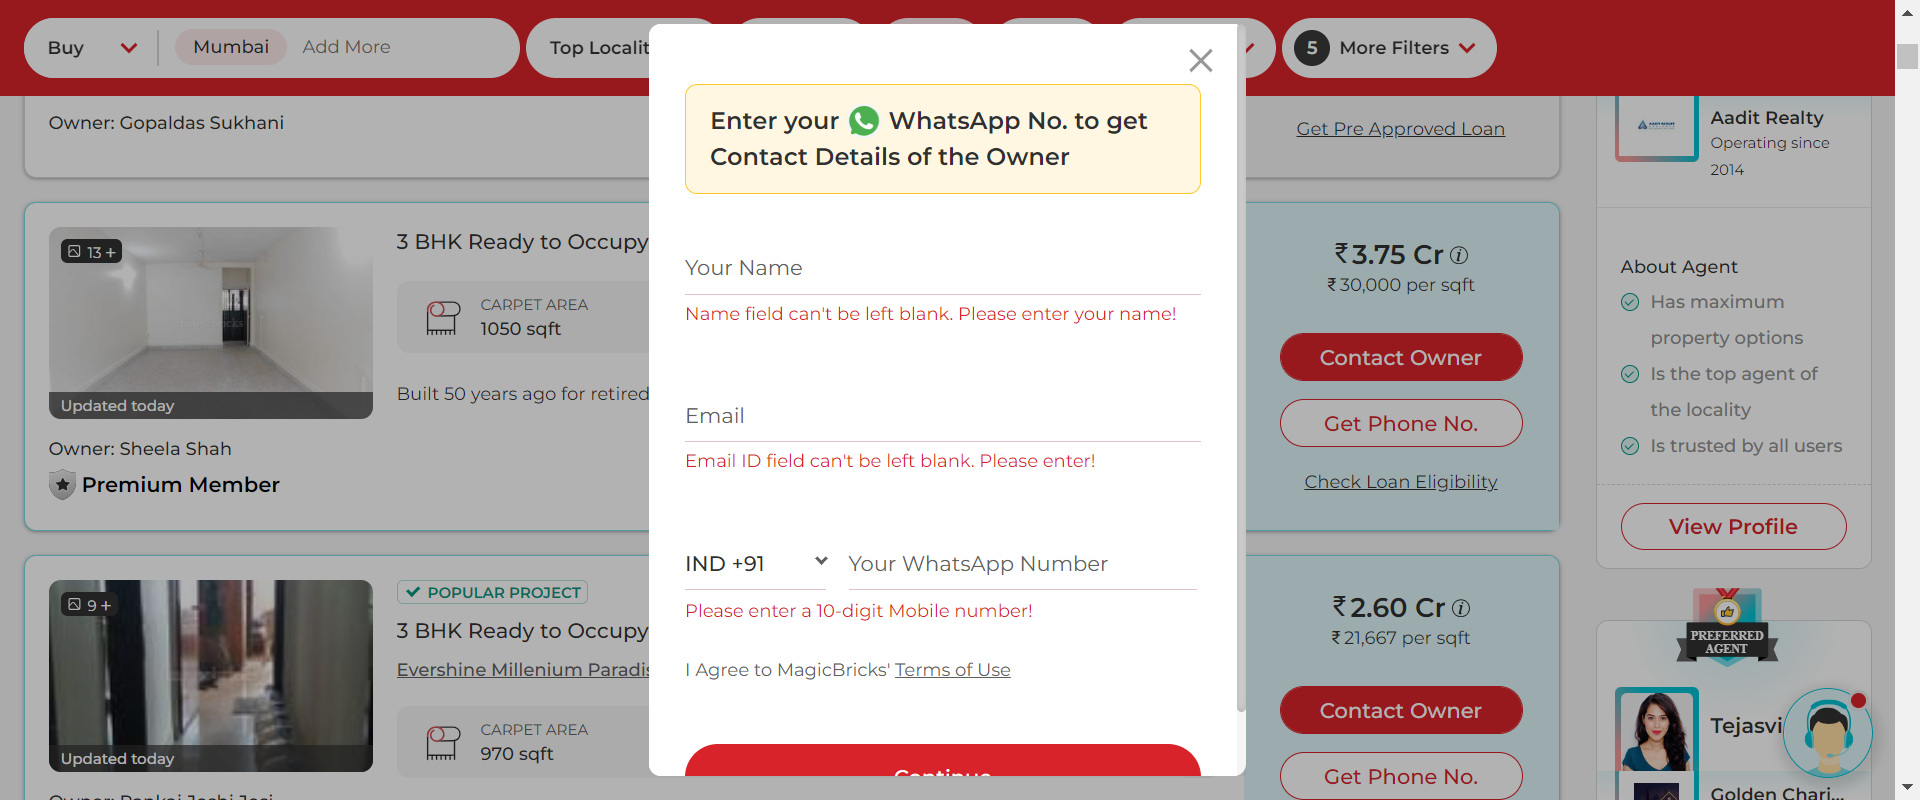 Buy
Mumbai
Add More
Top Localit
5
More Filters
Owner: Gopaldas Sukhani
Get Pre Approved Loan
Aadit Realty
Operating since
2014
Enter your WhatsApp No. to get
Contact Details of the Owner
Your Name
Name field can't be left blank. Please enter your name!
Email
Email ID field can't be left blank. Please enter!
IND +91
Your WhatsApp Number
Please enter a 10-digit Mobile number!
I Agree to MagicBricks' Terms of Use
Continue
13 +
Updated today
3 BHK Ready to Occupy
CARPET AREA
1050 sqft
Built 50 years ago for retired
Owner: Sheela Shah
Premium Member
₹3.75 Cr
₹30,000 per sqft
Contact Owner
Get Phone No.
Check Loan Eligibility
About Agent
Has maximum
property options
Is the top agent of
the locality
Is trusted by all users
View Profile
9 +
Updated today
POPULAR PROJECT
3 BHK Ready to Occupy
Evershine Millenium Paradis
CARPET AREA
970 sqft
₹2.60 Cr
₹21,667 per sqft
Contact Owner
Get Phone No.
PREFERRED
AGENT
Tejasvi
Golden Chari...